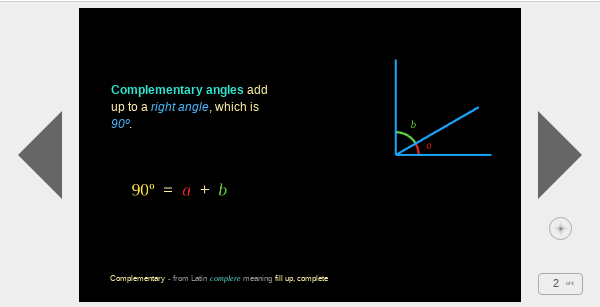 Complementary angles add
up to a right angle, which is
90º.
b
a
90º = a + b
Complementary - from Latin complere meaning fill up, complete
2 of 6